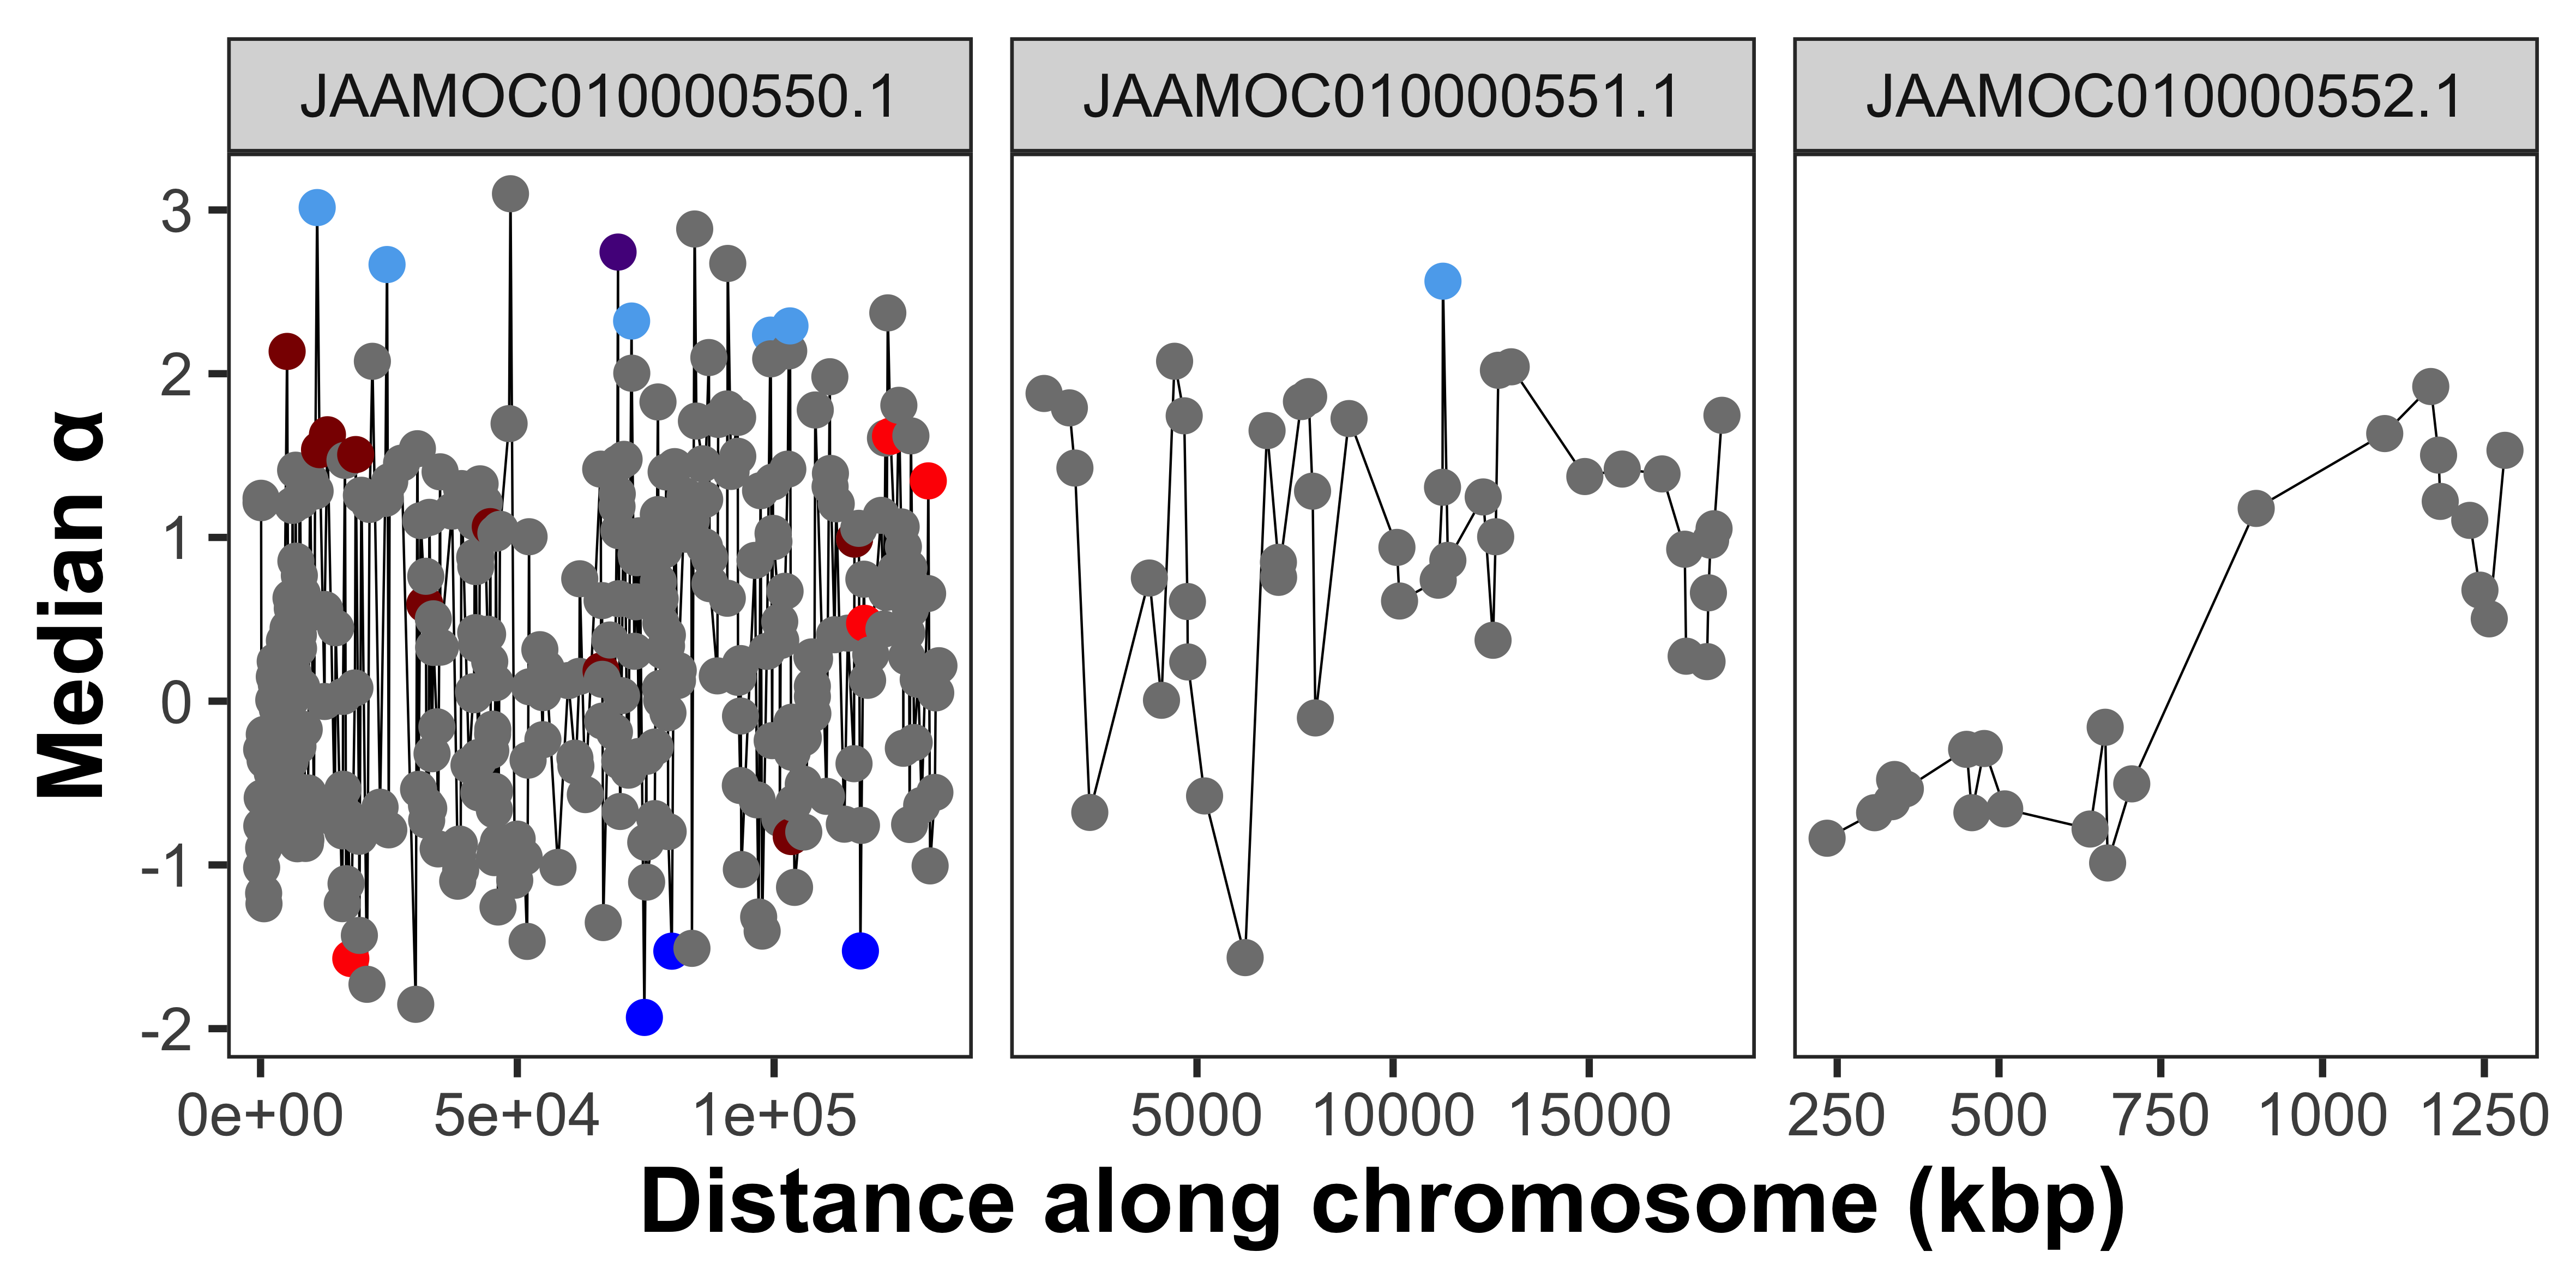 JAAMOC010000550.1 JAAMOC010000551.1 JAAMOC010000552.1
Median α
3
2
1
0
-1
-2
0e+00 5e+04 1e+05 5000 10000 15000 250 500 750 1000 1250
Distance along chromosome (kbp)